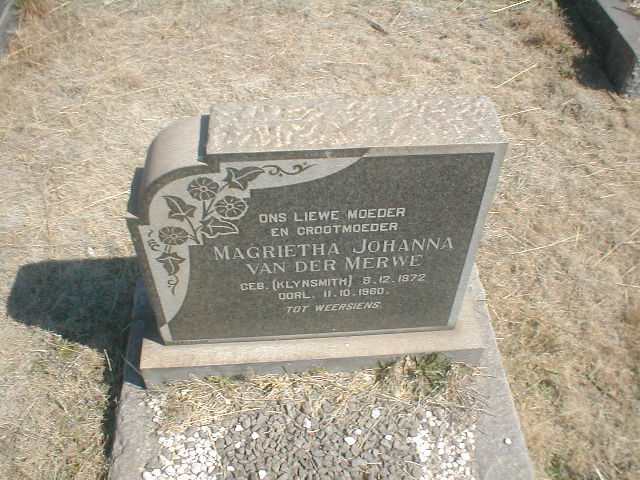 ONS LIEWE MOEDER
EN GROOTMOEDER
MAGRIETHA JOHANNA
VAN DER MERWE
GEB. (KLYNSMITH) 8.12.1872
OORL. 11.10.1960.
TOT WEERSIENS.